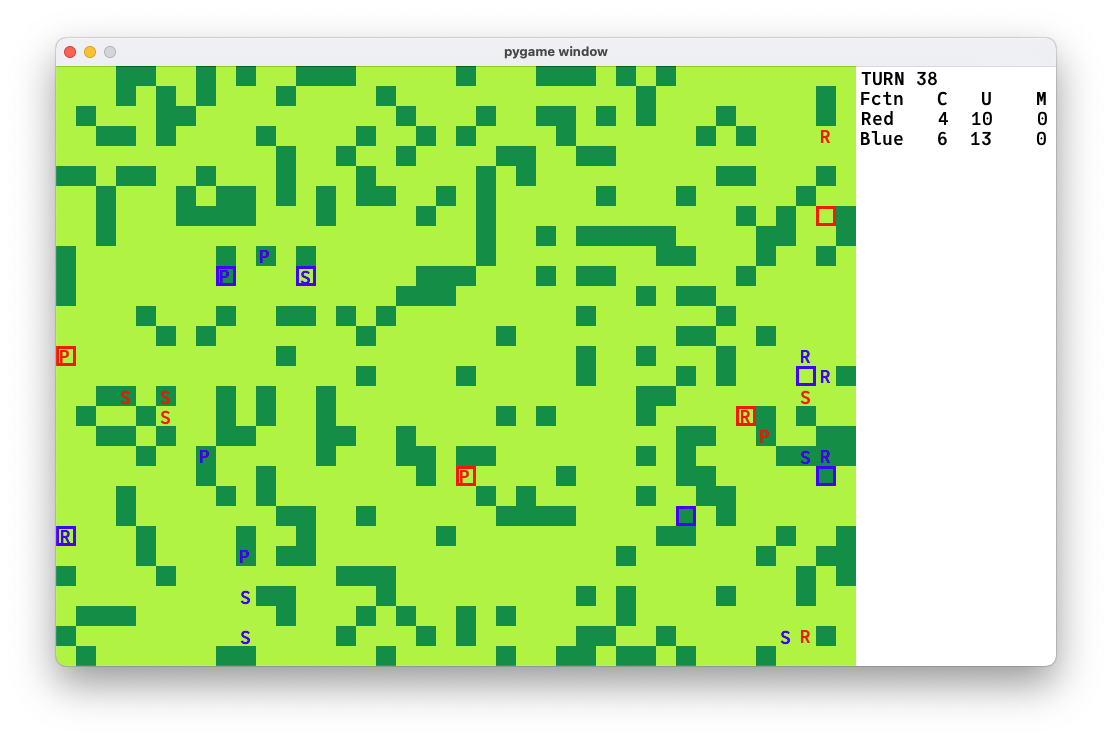 pygame window
TURN 38
Fctn C U M
Red 4 10 0
Blue 6 13 0
R
P
P S
P R
R
S S S
S R
P
P S R
P
R
P
S
S S R